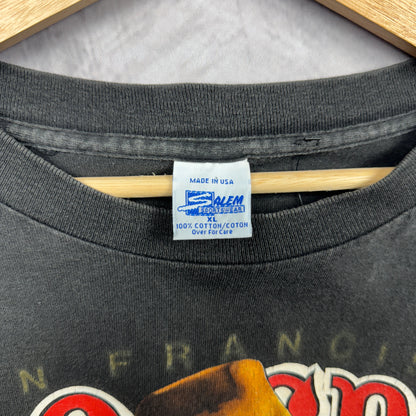 MADE IN USA
SALEM
SPORTSWEAR
XL
100% COTTON/COTON
Over For Care
N FRANCIS